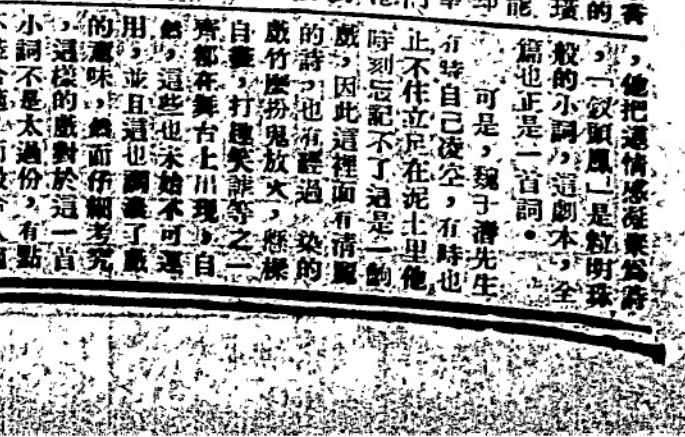 ，他把這情感凝聚為詩
，「釵頭鳳」是粒明珠
般的小詞，這劇本，全
篇也正是一首詞。
可是，魏于潛先生
有時自己凌空，有時也
止不住立足在泥土里他
時刻忘記不了這是一齣
戲，因此這裡面有清麗
的詩，也有經過 染的
戲竹麼扮鬼放火，懸樑
自盡，打趣笑謔等之一
齊都在舞台上出現，自
然，這些也未始不可運
用，並且這也調濟了戲
的意味，然而仔細考究
，這樣的戲對於這一首
小詞不是太過份，有點